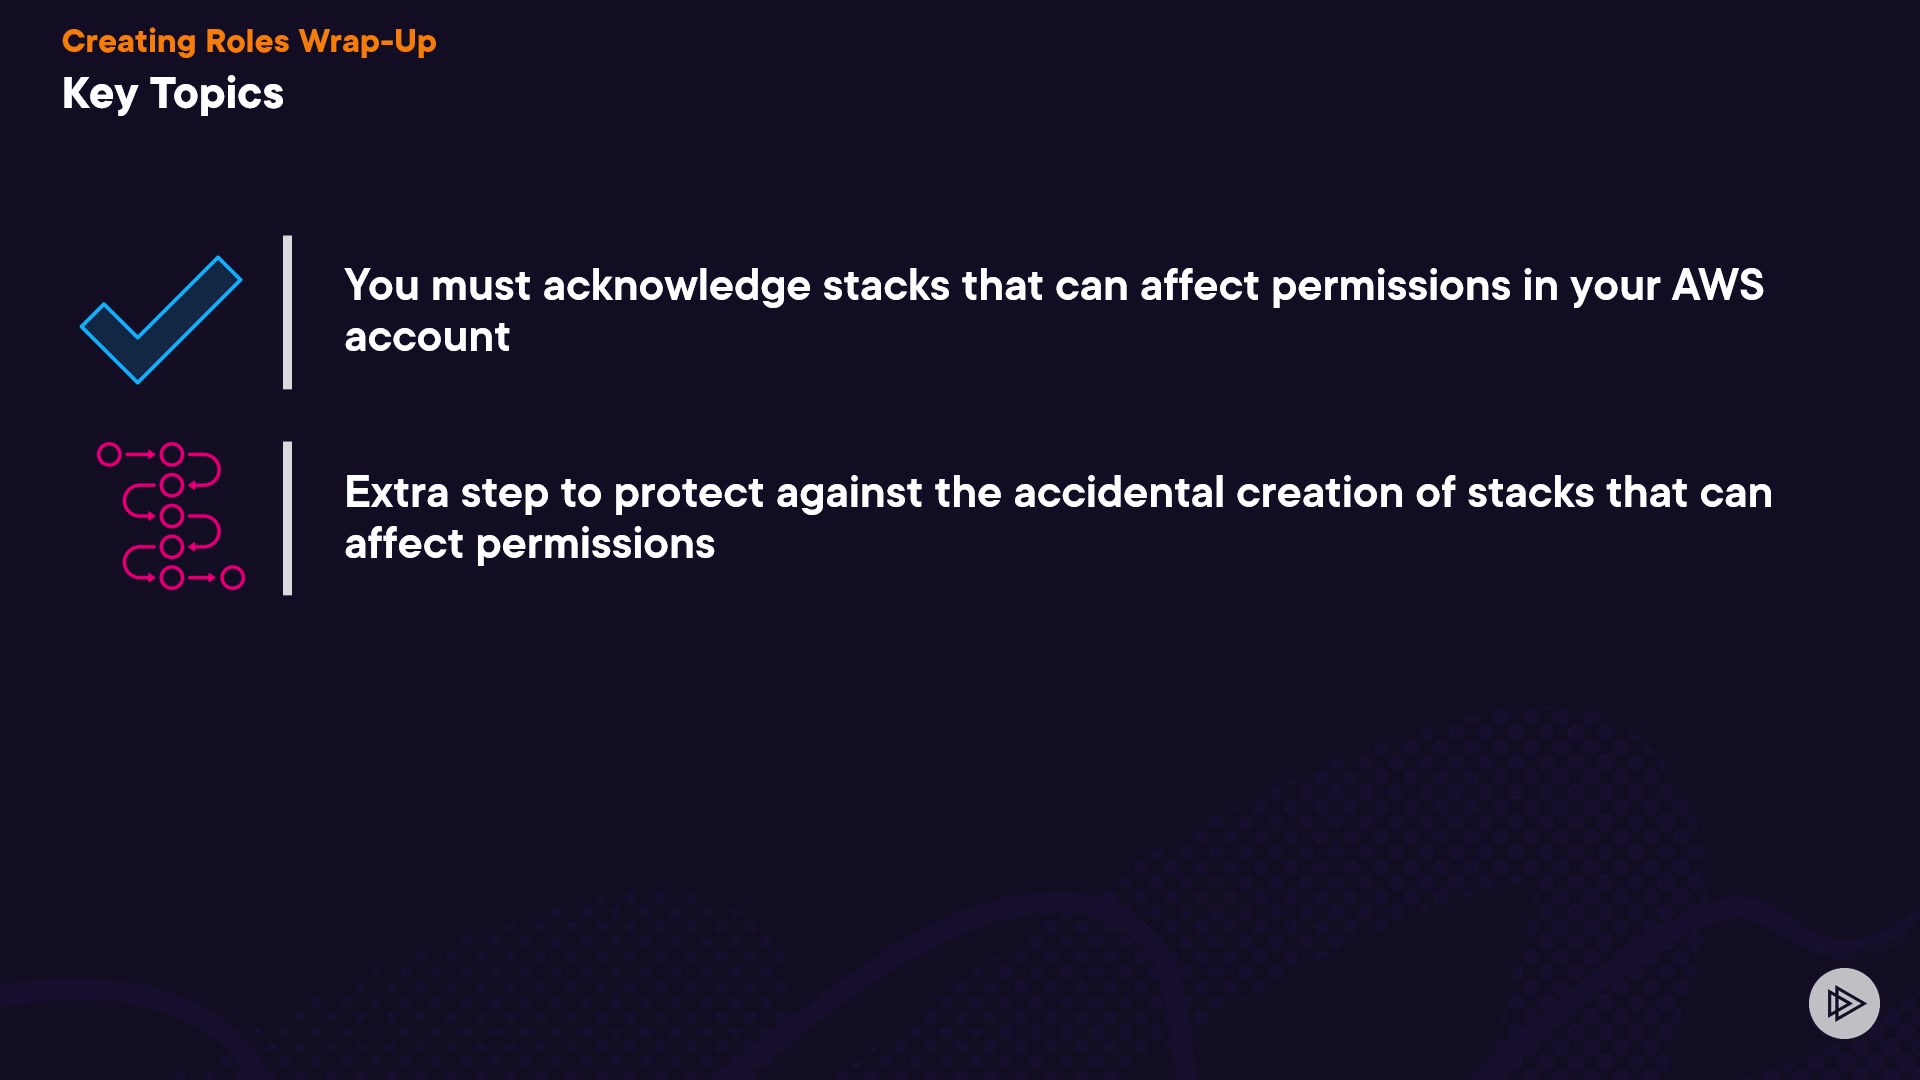 Creating Roles Wrap-Up
Key Topics
You must acknowledge stacks that can affect permissions in your AWS
account
Extra step to protect against the accidental creation of stacks that can
affect permissions